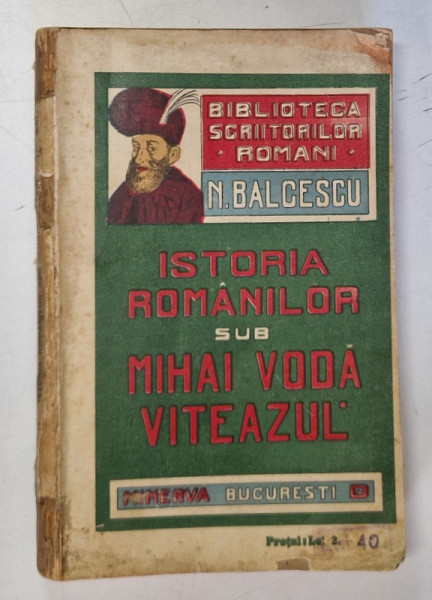 BIBLIOTECA
SCRIITORILOR
· ROMANI ·
N. BALCESCU
ISTORIA
ROMÂNILOR
SUB
MIHAI VODĂ
VITEAZUL
MINERVA BUCURESTI
Prețul: Lei 2. 40